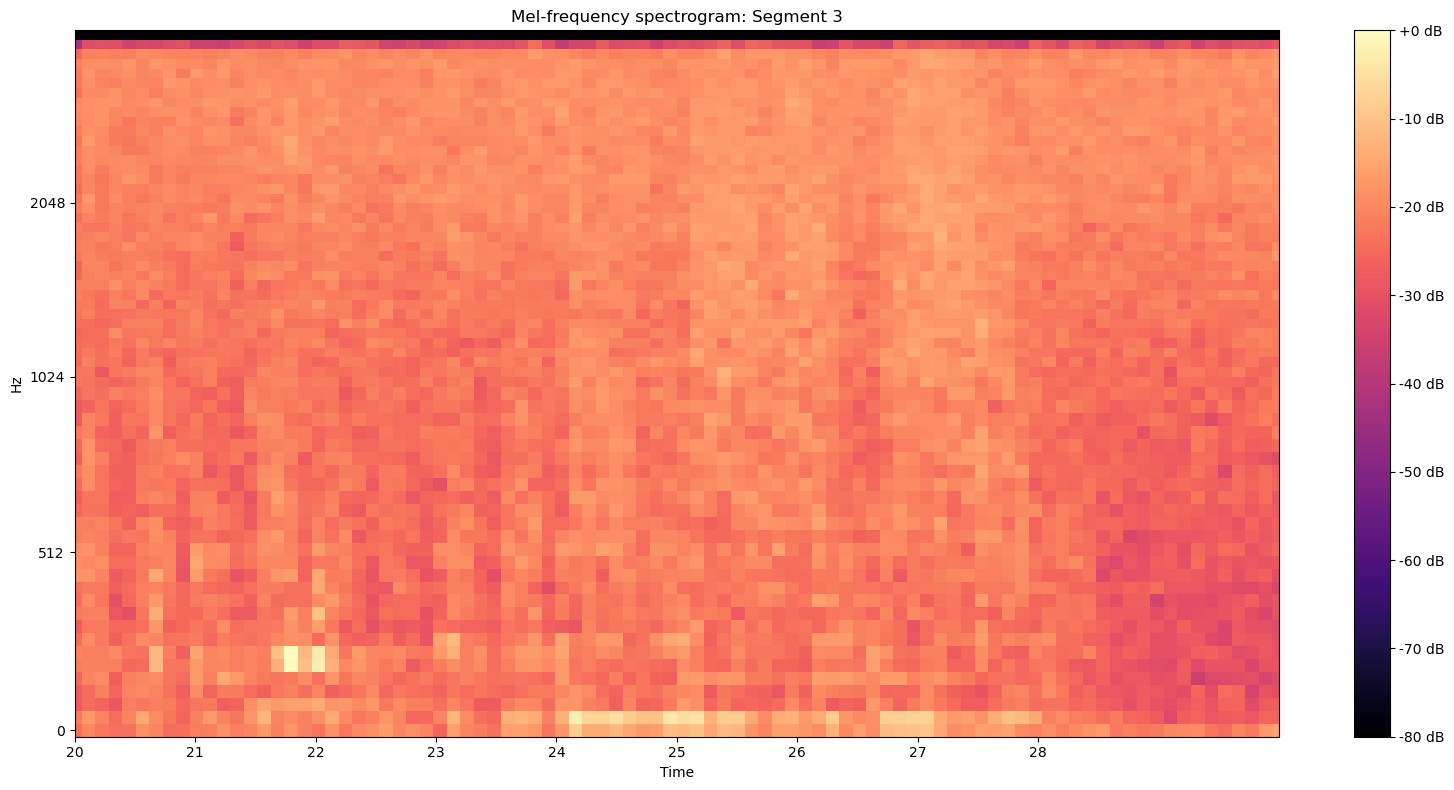 Mel-frequency spectrogram: Segment 3
+0 dB
-10 dB
-20 dB
-30 dB
-40 dB
-50 dB
-60 dB
-70 dB
-80 dB
Hz
2048
1024
512
0
20 21 22 23 24 25 26 27 28
Time